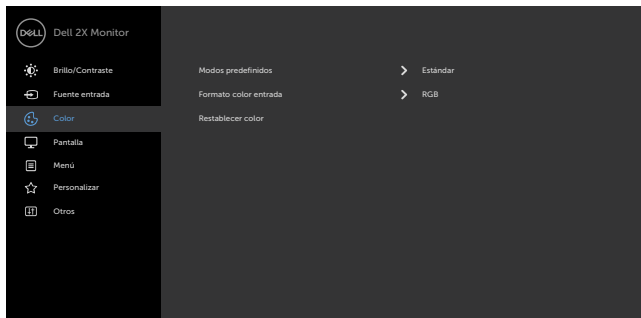 DELL Dell 2X Monitor
Brillo/Contraste Modos predefinidos Estándar
Fuente entrada Formato color entrada RGB
Color Restablecer color
Pantalla
Menú
Personalizar
Otros